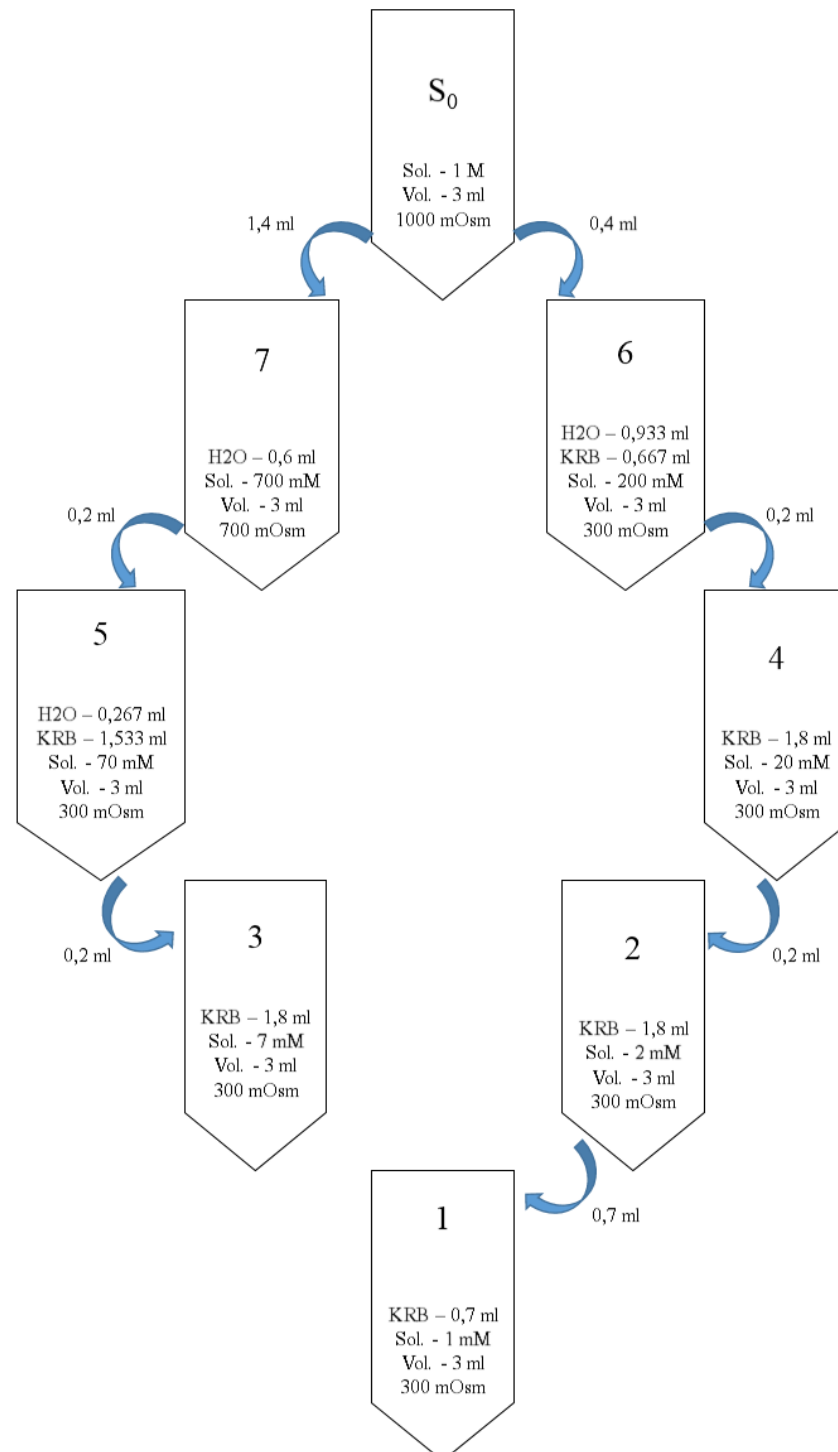 S0
Sol. - 1 M
Vol. - 3 ml
1000 mOsm
1,4 ml
0,4 ml
7
H2O – 0,6 ml
Sol. - 700 mM
Vol. - 3 ml
700 mOsm
6
H2O – 0,933 ml
KRB – 0,667 ml
Sol. - 200 mM
Vol. - 3 ml
300 mOsm
0,2 ml
0,2 ml
5
H2O – 0,267 ml
KRB – 1,533 ml
Sol. - 70 mM
Vol. - 3 ml
300 mOsm
4
KRB – 1,8 ml
Sol. - 20 mM
Vol. - 3 ml
300 mOsm
0,2 ml
0,2 ml
3
KRB – 1,8 ml
Sol. - 7 mM
Vol. - 3 ml
300 mOsm
2
KRB – 1,8 ml
Sol. - 2 mM
Vol. - 3 ml
300 mOsm
0,7 ml
1
KRB – 0,7 ml
Sol. - 1 mM
Vol. - 3 ml
300 mOsm